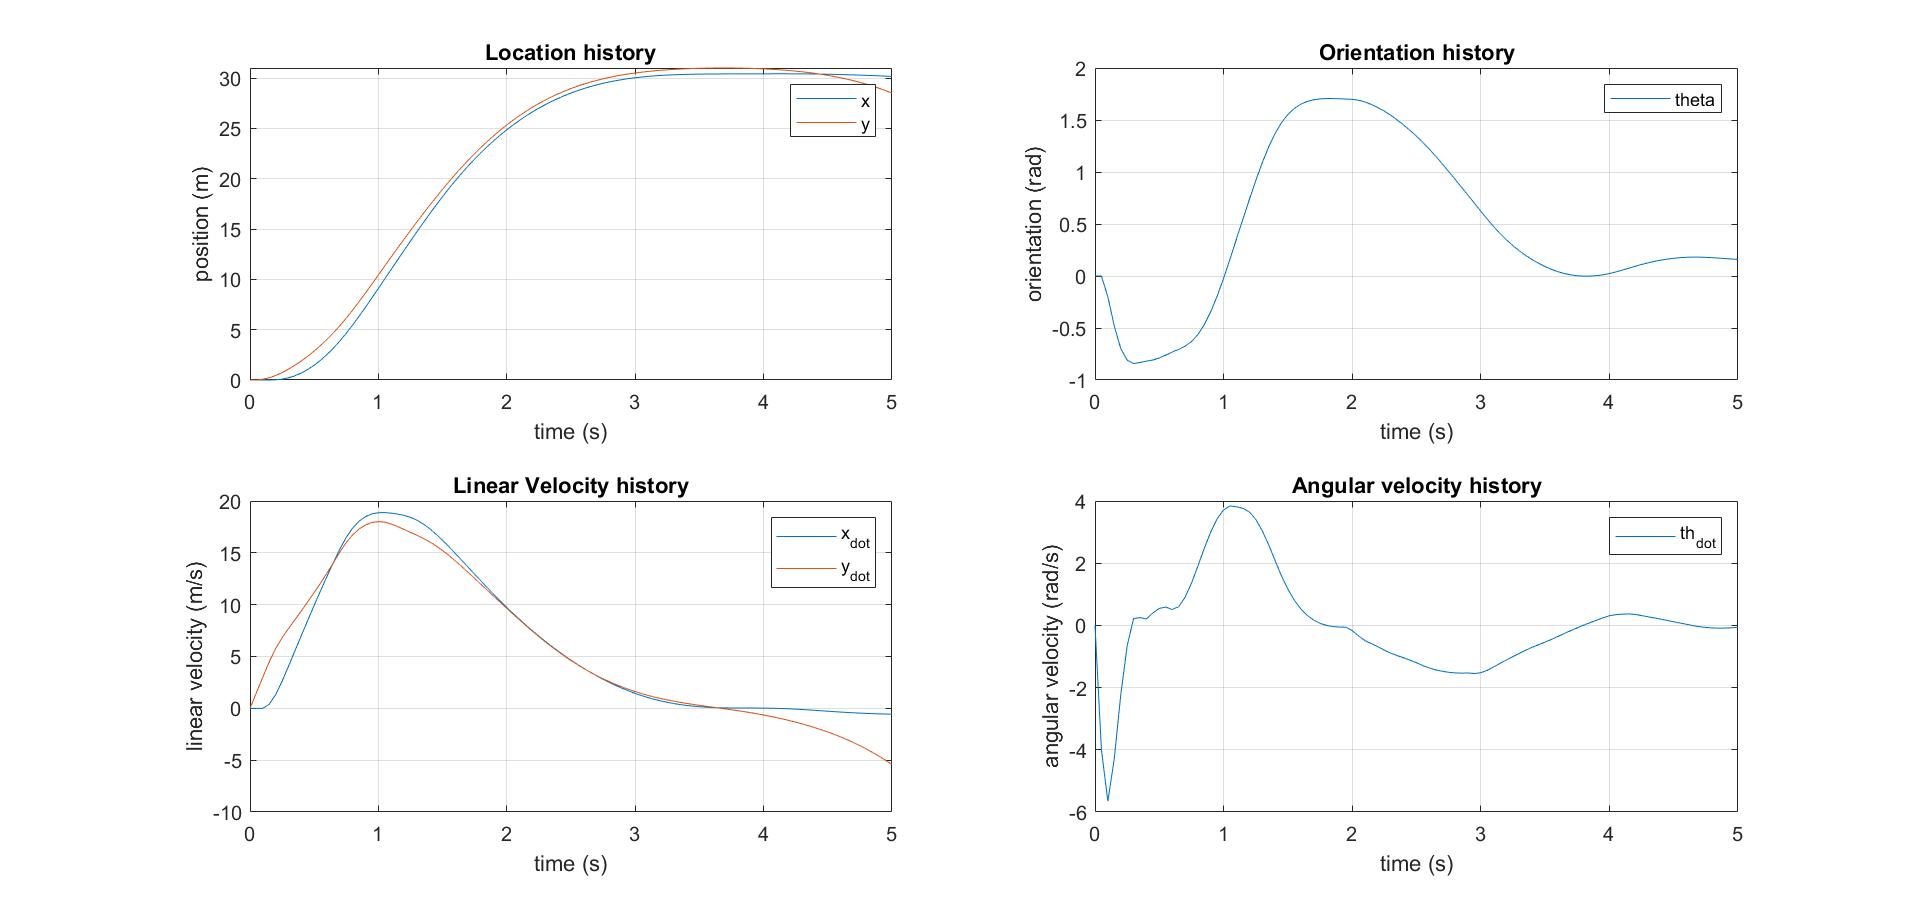 Location history
30
25
20
15
10
5
0
position (m)
x
y
0 1 2 3 4 5
time (s)
Orientation history
2
1.5
1
0.5
0
-0.5
-1
orientation (rad)
theta
0 1 2 3 4 5
time (s)
Linear Velocity history
20
15
10
5
0
-5
-10
linear velocity (m/s)
x_dot
y_dot
0 1 2 3 4 5
time (s)
Angular velocity history
4
2
0
-2
-4
-6
angular velocity (rad/s)
th_dot
0 1 2 3 4 5
time (s)